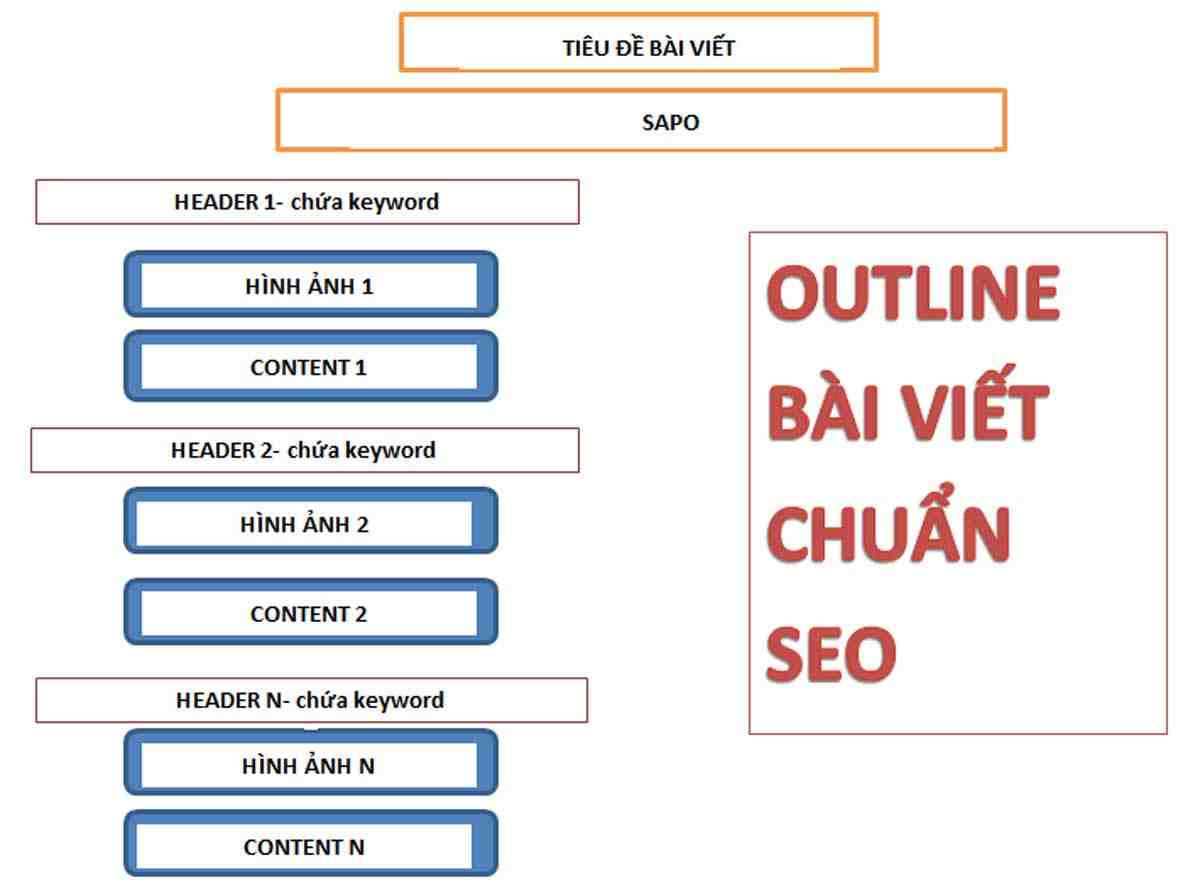 TIÊU ĐỀ BÀI VIẾT
SAPO
HEADER 1- chứa keyword
HÌNH ẢNH 1
CONTENT 1
HEADER 2- chứa keyword
HÌNH ẢNH 2
CONTENT 2
HEADER N- chứa keyword
HÌNH ẢNH N
CONTENT N
OUTLINE
BÀI VIẾT
CHUẨN
SEO